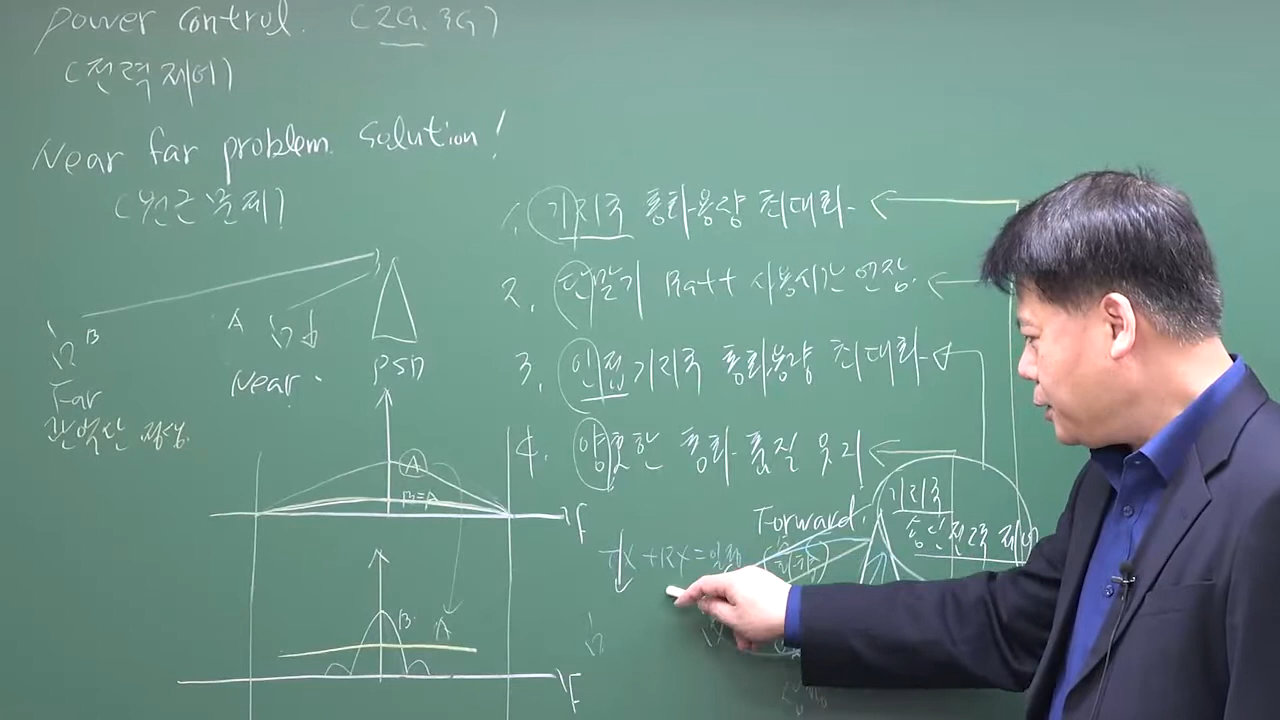 power control. (2G. 3G)
(전력제어)
Near far problem solution!
(원근문제)
1. 기지국 통화용량 최대화
2. 단말기 Batt 사용시간 연장.
3. 인접기지국 통화용량 최대화
4. 양호한 통화 품질 유지
B
Far
A
Near
A
B=A
f
B
A
f
Forward.
기지국
송신전력 제어
Tx + Rx = 일정